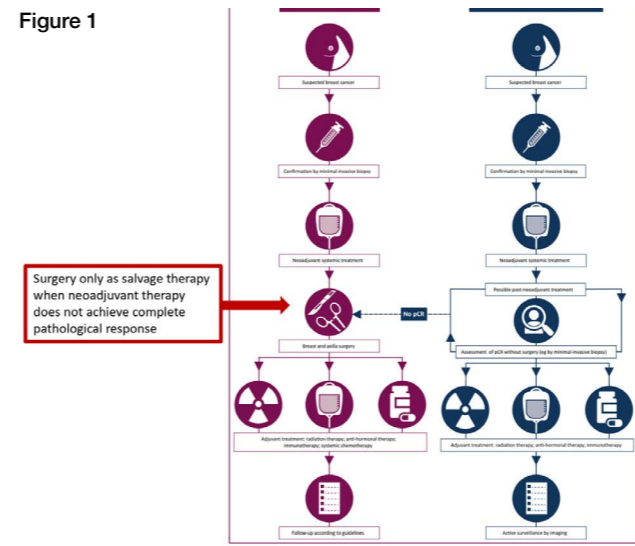 Figure 1
Suspected breast cancer
Suspected breast cancer
Confirmation by minimal invasive biopsy
Confirmation by minimal invasive biopsy
Neoadjuvant systemic treatment
Neoadjuvant systemic treatment
Surgery only as salvage therapy
when neoadjuvant therapy
does not achieve complete
pathological response
Possible post-neoadjuvant treatment
No pCR
Breast and axilla surgery
Assessment of pCR without surgery (eg by minimal-invasive biopsy)
Adjuvant treatment: radiation therapy; anti-hormonal therapy;
immunotherapy; systemic chemotherapy
Adjuvant treatment: radiation therapy; anti-hormonal therapy; immunotherapy
Follow-up according to guidelines
Active surveillance by imaging